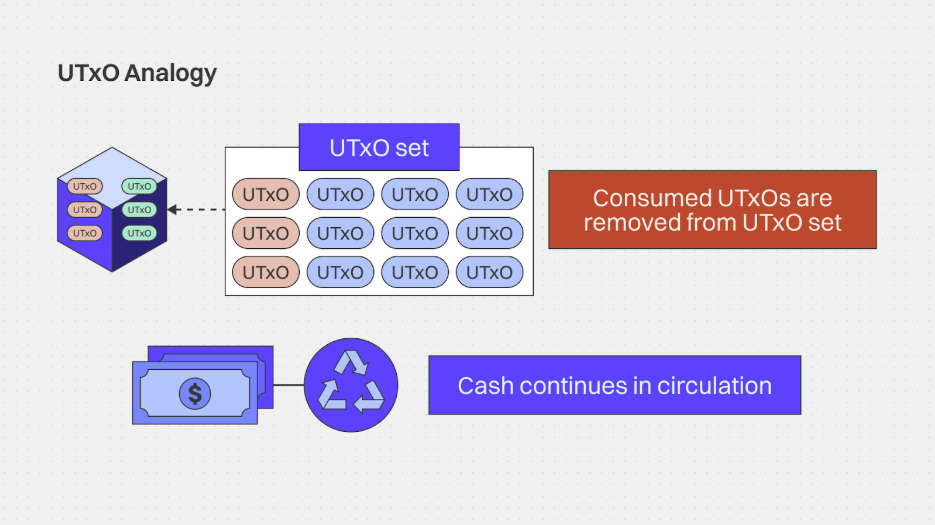 UTxO Analogy
UTxO set
UTxO UTxO
UTxO UTxO
UTxO UTxO
UTxO UTxO UTxO UTxO
UTxO UTxO UTxO UTxO
UTxO UTxO UTxO UTxO
Consumed UTxOs are
removed from UTxO set
$
Cash continues in circulation